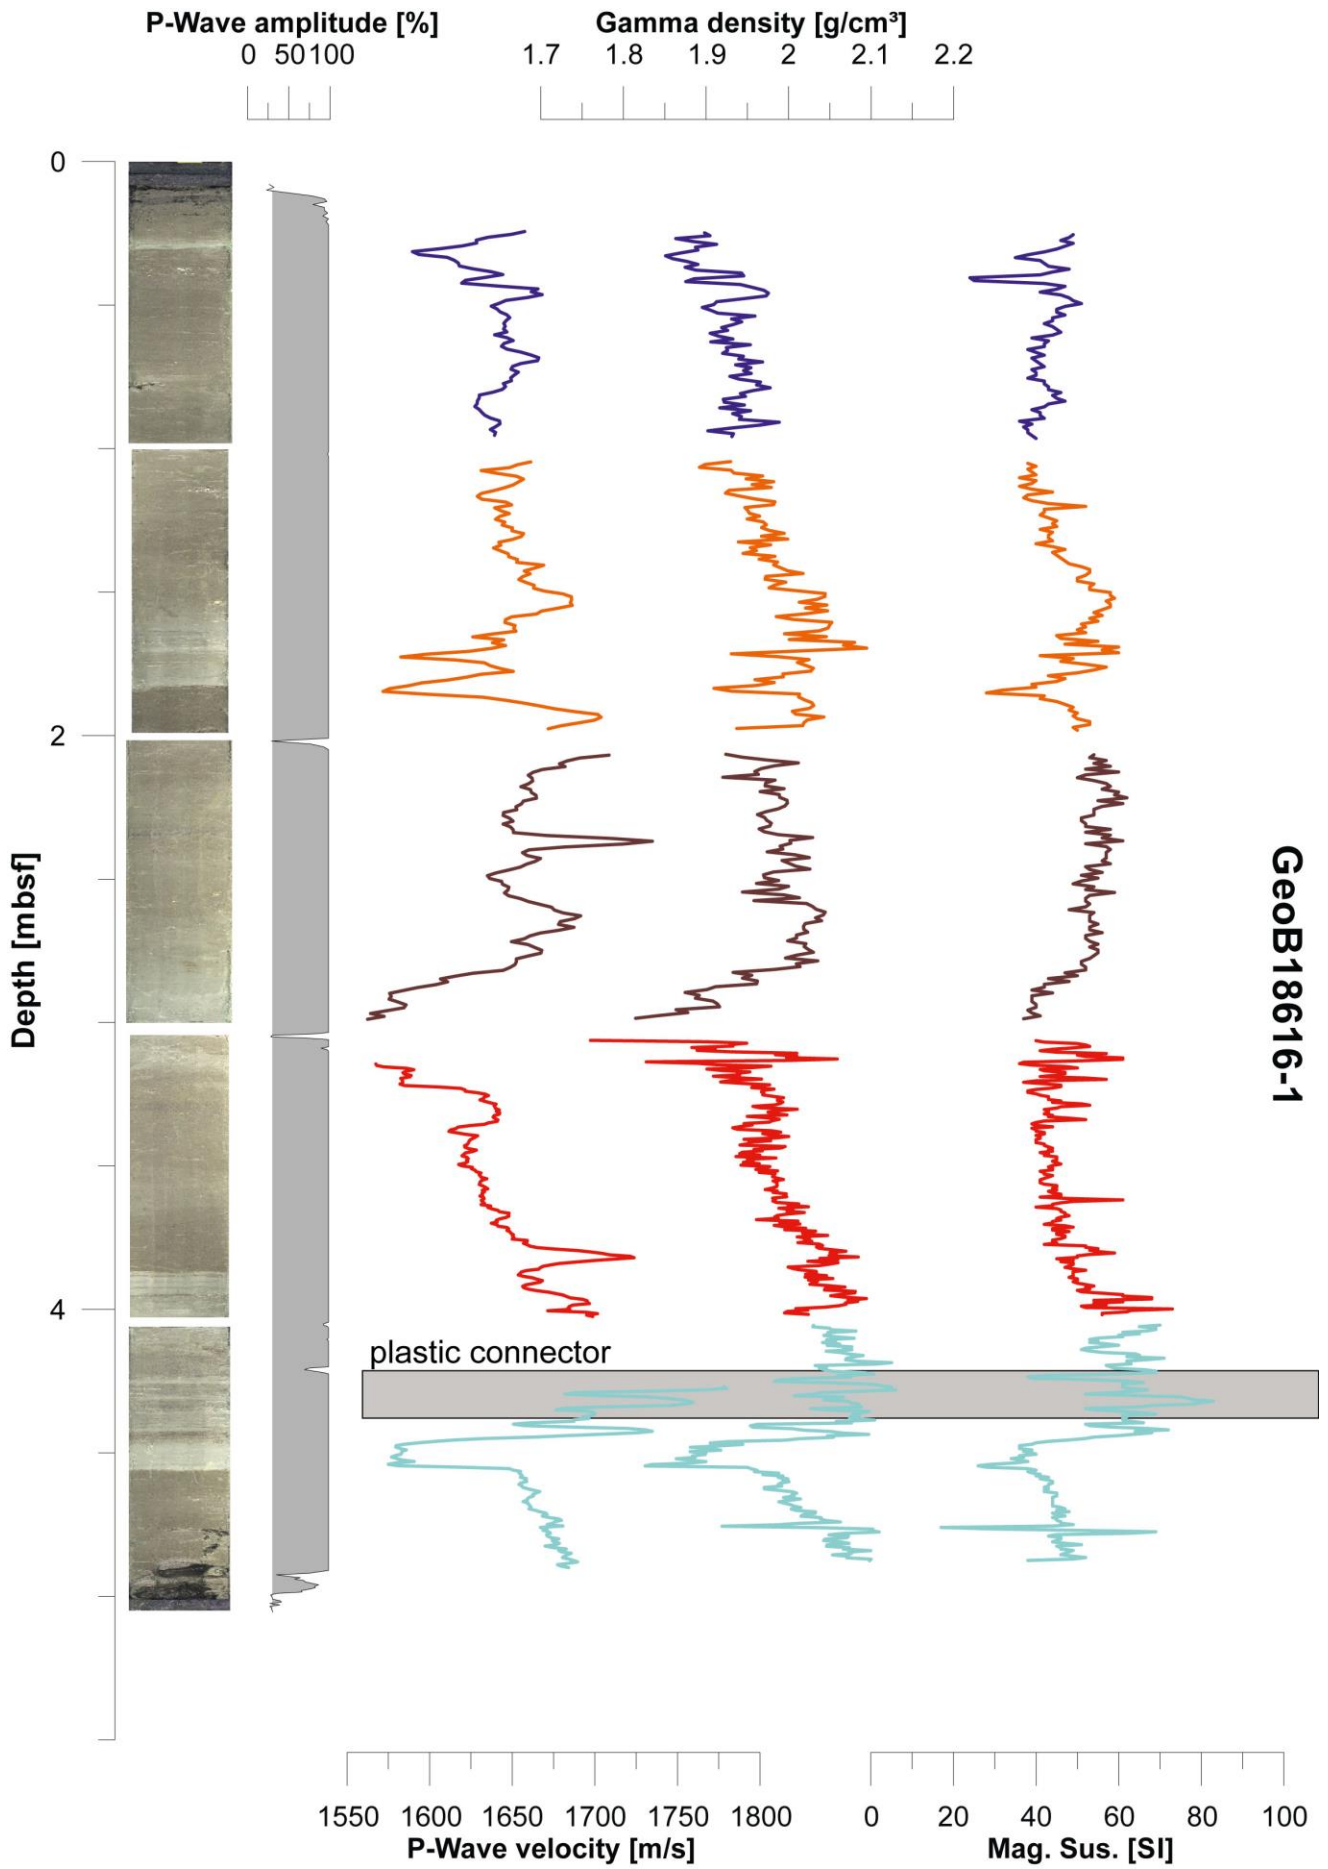 P-Wave amplitude [%] Gamma density [g/cm³]
0 50 100 1.7 1.8 1.9 2 2.1 2.2
0
2
4
Depth [mbsf]
GeoB18616-1
plastic connector
1550 1600 1650 1700 1750 1800 0 20 40 60 80 100
P-Wave velocity [m/s] Mag. Sus. [SI]